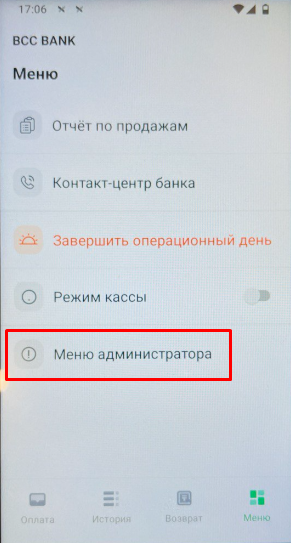 17:06
BCC BANK
Меню
Отчёт по продажам
Контакт-центр банка
Завершить операционный день
Режим кассы
Меню администратора
Оплата
История
Возврат
Меню